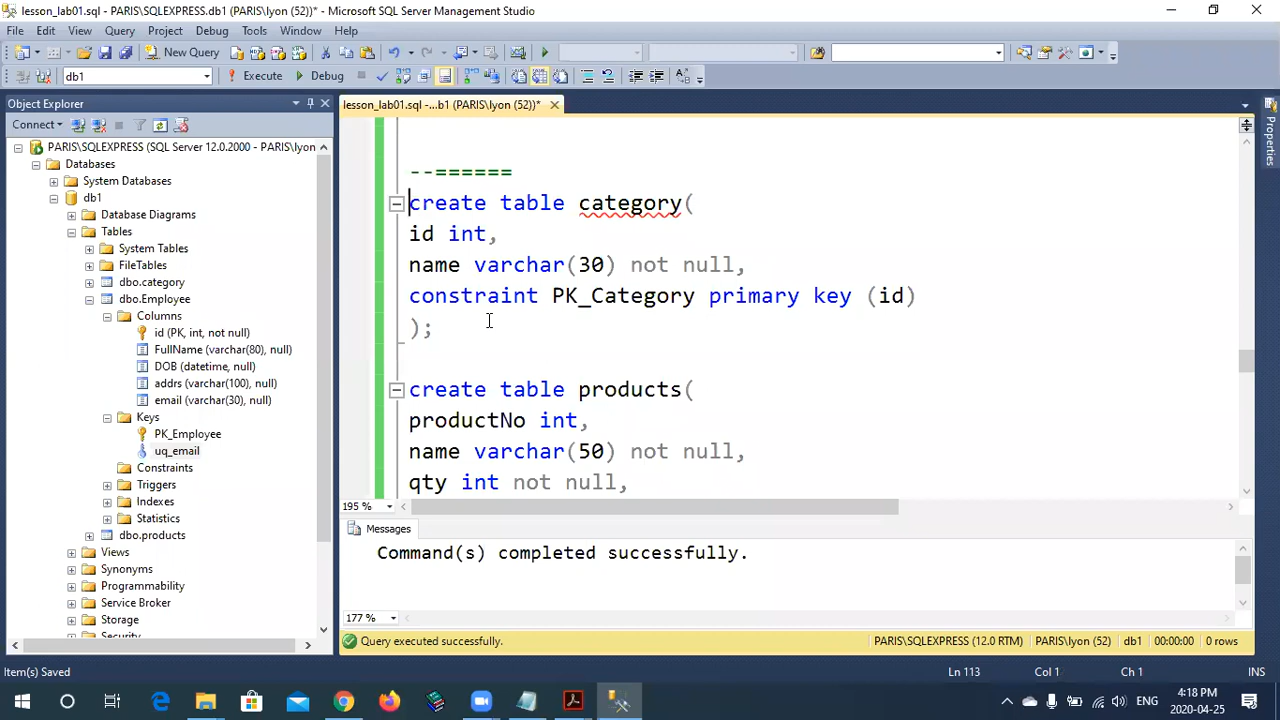 lesson_lab01.sql - PARIS\SQLEXPRESS.db1 (PARIS\lyon (52))* - Microsoft SQL Server Management Studio
File Edit View Query Project Debug Tools Window Help
New Query
db1 Execute Debug
Object Explorer
lesson_lab01.sql -...b1 (PARIS\lyon (52))*
Connect
PARIS\SQLEXPRESS (SQL Server 12.0.2000 - PARIS\lyon
Databases
System Databases
db1
Database Diagrams
Tables
System Tables
FileTables
dbo.category
dbo.Employee
Columns
id (PK, int, not null)
FullName (varchar(80), null)
DOB (datetime, null)
addrs (varchar(100), null)
email (varchar(30), null)
Keys
PK_Employee
uq_email
Constraints
Triggers
Indexes
Statistics
dbo.products
Views
Synonyms
Programmability
Service Broker
Storage
Security
--======
create table category(
id int,
name varchar(30) not null,
constraint PK_Category primary key (id)
);
create table products(
productNo int,
name varchar(50) not null,
qty int not null,
195 %
Messages
Command(s) completed successfully.
177 %
Query executed successfully. PARIS\SQLEXPRESS (12.0 RTM) PARIS\lyon (52) db1 00:00:00 0 rows
Properties
Item(s) Saved Ln 113 Col 1 Ch 1 INS
ENG
4:18 PM
2020-04-25